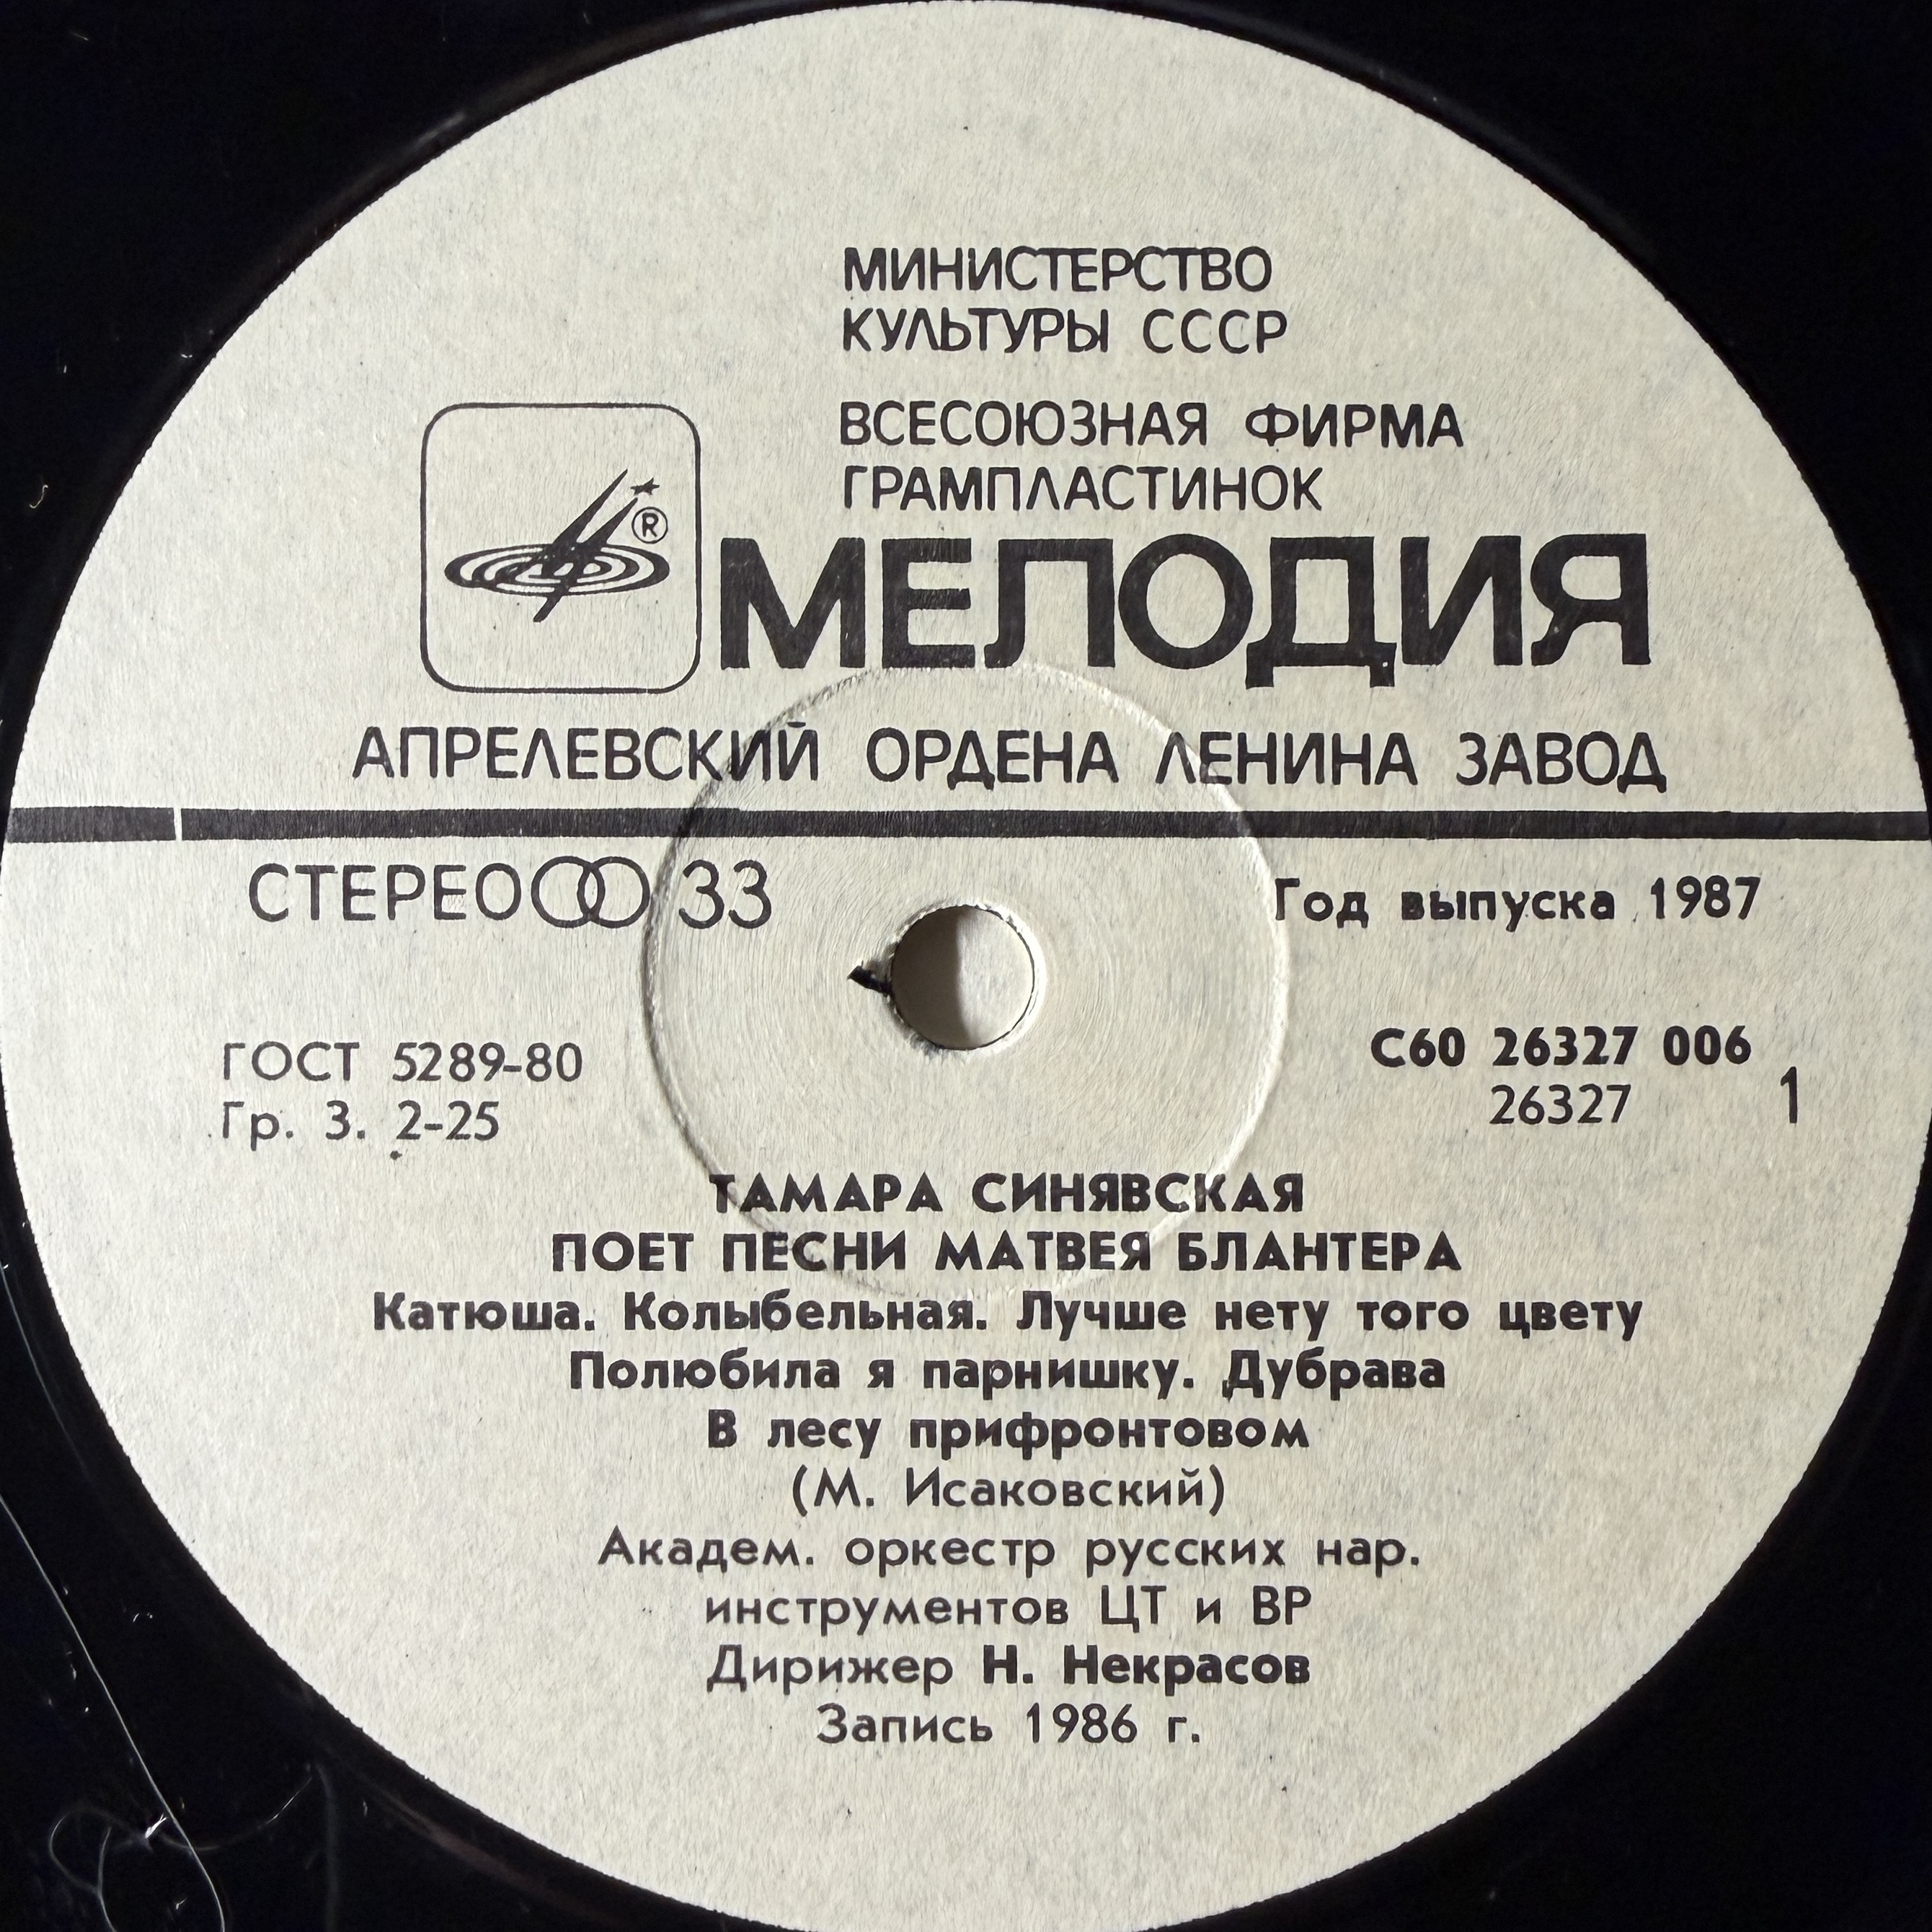 МИНИСТЕРСТВО
КУЛЬТУРЫ СССР
ВСЕСОЮЗНАЯ ФИРМА
ГРАМПЛАСТИНОК
®
МЕЛОДИЯ
АПРЕЛЕВСКИЙ ОРДЕНА ЛЕНИНА ЗАВОД
СТЕРЕО 33
Год выпуска 1987
ГОСТ 5289-80
Гр. 3. 2-25
С60 26327 006
26327 1
ТАМАРА СИНЯВСКАЯ
ПОЕТ ПЕСНИ МАТВЕЯ БЛАНТЕРА
Катюша. Колыбельная. Лучше нету того цвету
Полюбила я парнишку. Дубрава
В лесу прифронтовом
(М. Исаковский)
Академ. оркестр русских нар.
инструментов ЦТ и ВР
Дирижер Н. Некрасов
Запись 1986 г.